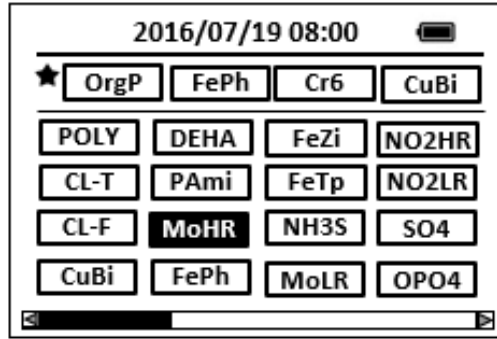 2016/07/19 08:00
OrgP FePh Cr6 CuBi
POLY DEHA FeZi NO2HR
CL-T PAmi FeTp NO2LR
CL-F MoHR NH3S SO4
CuBi FePh MoLR OPO4